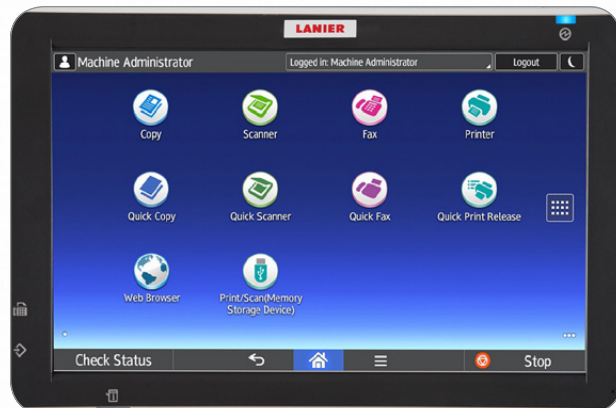 LANIER
Machine Administrator
Logged in: Machine Administrator
Logout
Copy
Scanner
Fax
Printer
Quick Copy
Quick Scanner
Quick Fax
Quick Print Release
Web Browser
Print/Scan(Memory
Storage Device)
Check Status
Stop